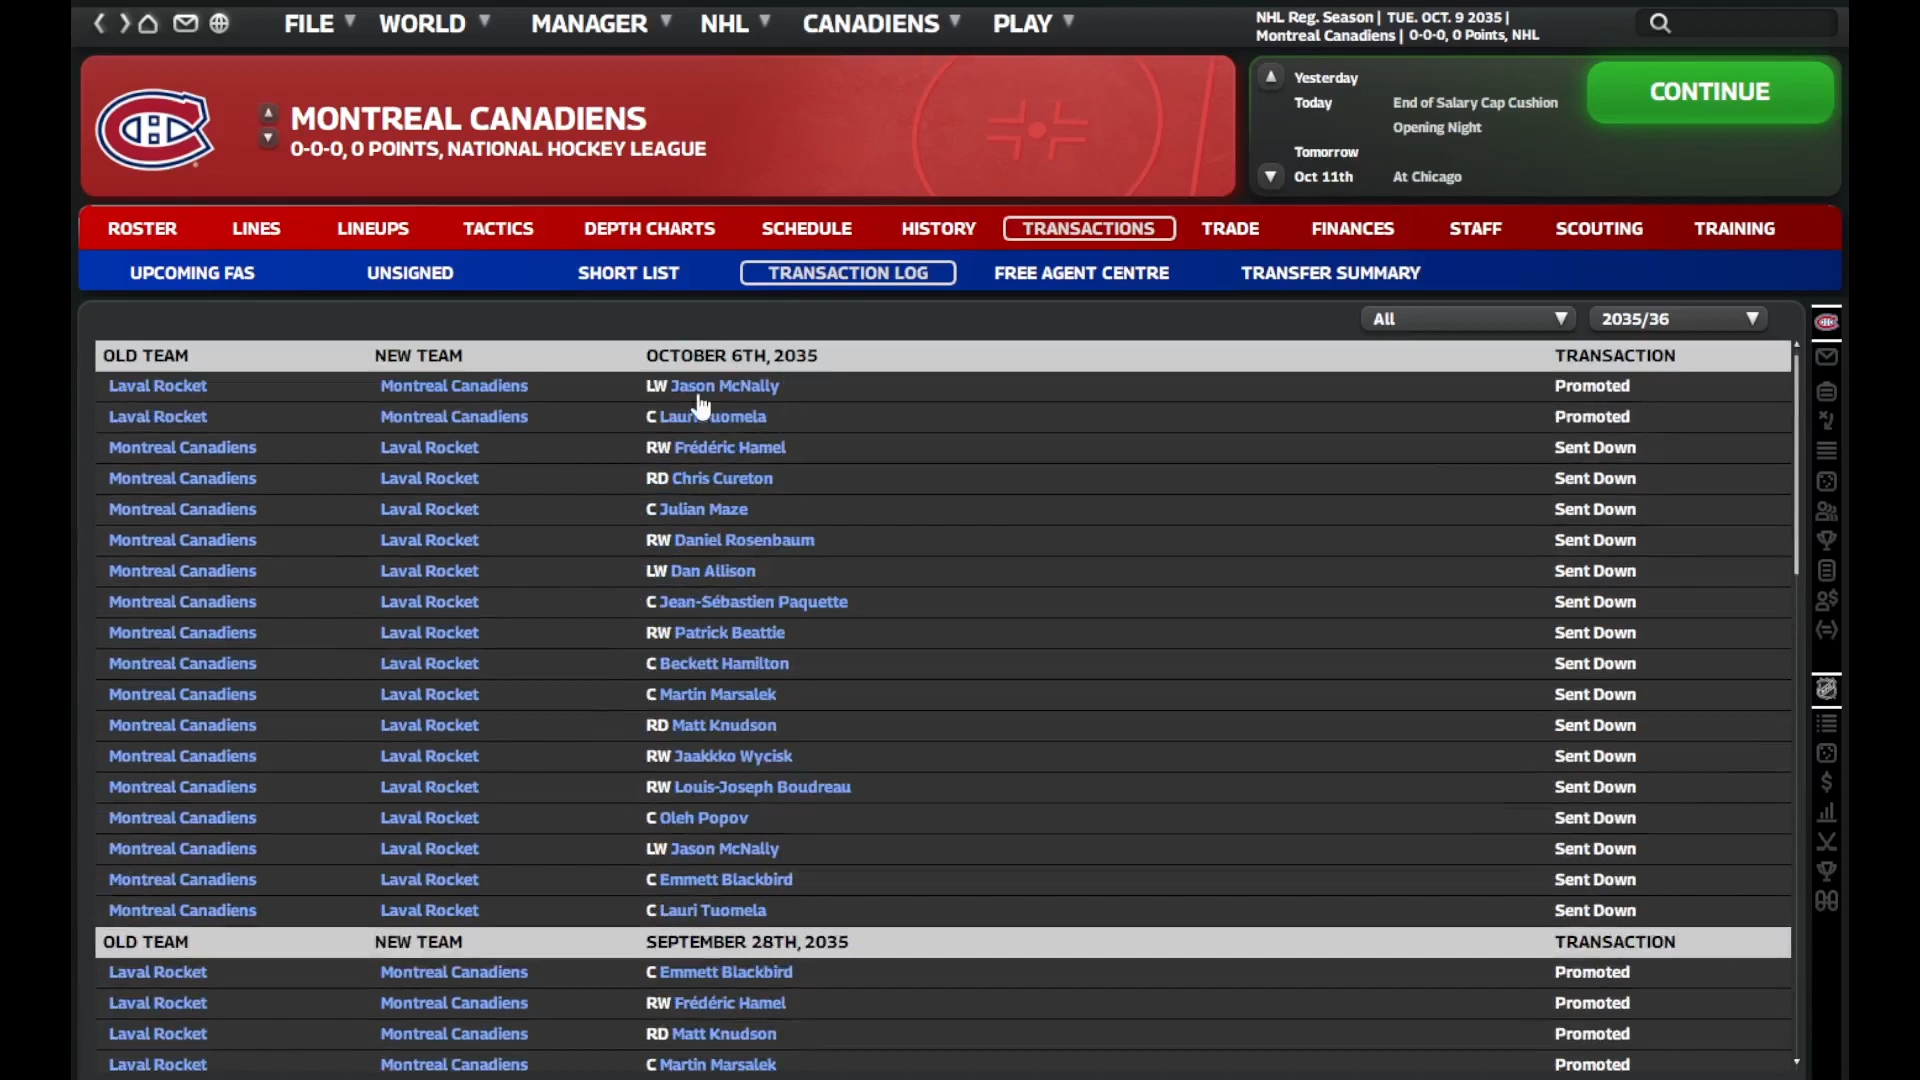 FILE WORLD MANAGER NHL CANADIENS PLAY
NHL Reg. Season | TUE. OCT. 9 2035 |
Montreal Canadiens | 0-0-0, 0 Points, NHL
MONTREAL CANADIENS
0-0-0, 0 POINTS, NATIONAL HOCKEY LEAGUE
Yesterday
Today End of Salary Cap Cushion
Opening Night
Tomorrow
Oct 11th At Chicago
CONTINUE
ROSTER LINES LINEUPS TACTICS DEPTH CHARTS SCHEDULE HISTORY TRANSACTIONS TRADE FINANCES STAFF SCOUTING TRAINING
UPCOMING FAS UNSIGNED SHORT LIST TRANSACTION LOG FREE AGENT CENTRE TRANSFER SUMMARY
All 2035/36
OLD TEAM NEW TEAM OCTOBER 6TH, 2035 TRANSACTION
Laval Rocket Montreal Canadiens LW Jason McNally Promoted
Laval Rocket Montreal Canadiens C Lauri Tuomela Promoted
Montreal Canadiens Laval Rocket RW Frédéric Hamel Sent Down
Montreal Canadiens Laval Rocket RD Chris Cureton Sent Down
Montreal Canadiens Laval Rocket C Julian Maze Sent Down
Montreal Canadiens Laval Rocket RW Daniel Rosenbaum Sent Down
Montreal Canadiens Laval Rocket LW Dan Allison Sent Down
Montreal Canadiens Laval Rocket C Jean-Sébastien Paquette Sent Down
Montreal Canadiens Laval Rocket RW Patrick Beattie Sent Down
Montreal Canadiens Laval Rocket C Beckett Hamilton Sent Down
Montreal Canadiens Laval Rocket C Martin Marsalek Sent Down
Montreal Canadiens Laval Rocket RD Matt Knudson Sent Down
Montreal Canadiens Laval Rocket RW Jaakkko Wycisk Sent Down
Montreal Canadiens Laval Rocket RW Louis-Joseph Boudreau Sent Down
Montreal Canadiens Laval Rocket C Oleh Popov Sent Down
Montreal Canadiens Laval Rocket LW Jason McNally Sent Down
Montreal Canadiens Laval Rocket C Emmett Blackbird Sent Down
Montreal Canadiens Laval Rocket C Lauri Tuomela Sent Down
OLD TEAM NEW TEAM SEPTEMBER 28TH, 2035 TRANSACTION
Laval Rocket Montreal Canadiens C Emmett Blackbird Promoted
Laval Rocket Montreal Canadiens RW Frédéric Hamel Promoted
Laval Rocket Montreal Canadiens RD Matt Knudson Promoted
Laval Rocket Montreal Canadiens C Martin Marsalek Promoted